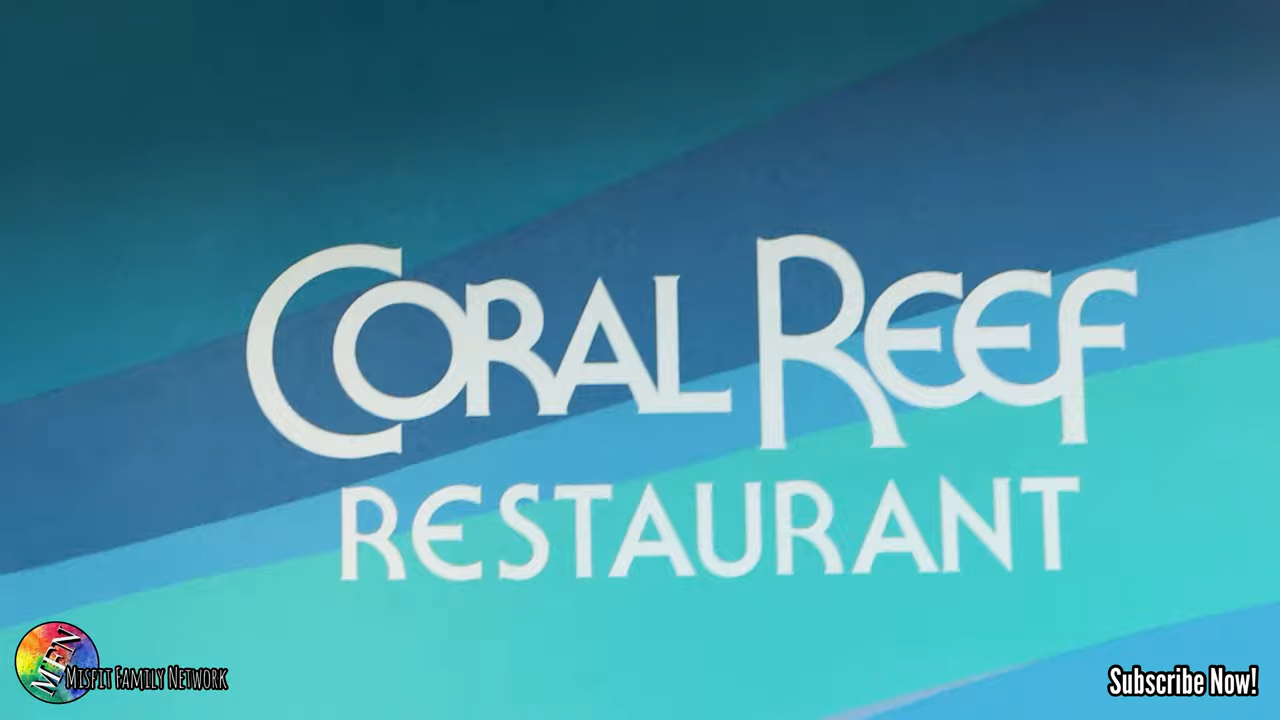 CORAL REEF
RESTAURANT
MFN
MISFIT FAMILY NETWORK
Subscribe Now!